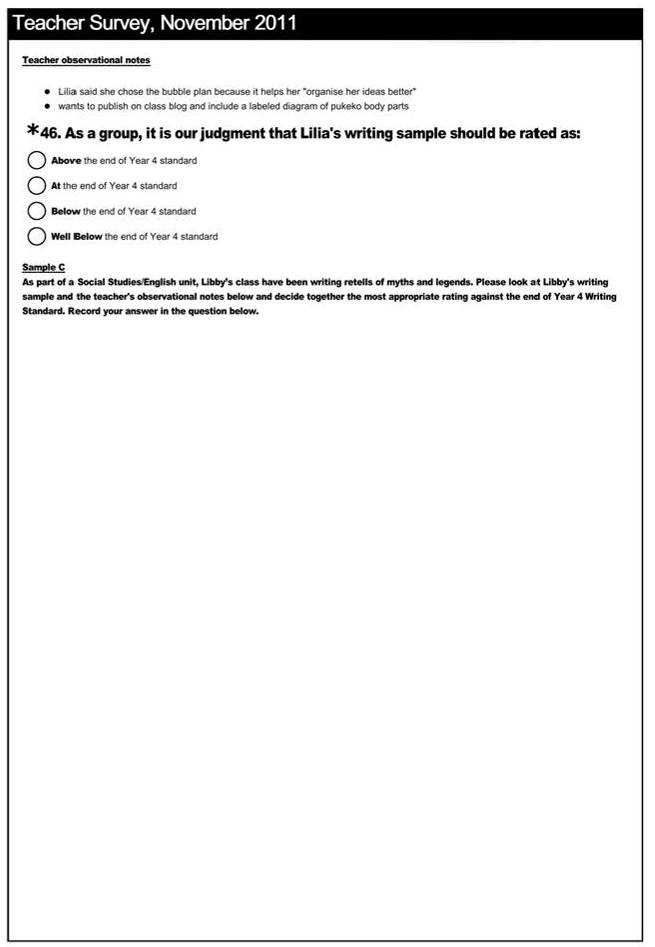 Teacher Survey, November 2011
Teacher observational notes
• Lilia said she chose the bubble plan because it helps her "organise her ideas better"
• wants to publish on class blog and include a labeled diagram of pukeko body parts
*46. As a group, it is our judgment that Lilia's writing sample should be rated as:
Above the end of Year 4 standard
At the end of Year 4 standard
Below the end of Year 4 standard
Well Below the end of Year 4 standard
Sample C
As part of a Social Studies/English unit, Libby's class have been writing retells of myths and legends. Please look at Libby's writing
sample and the teacher's observational notes below and decide together the most appropriate rating against the end of Year 4 Writing
Standard. Record your answer in the question below.